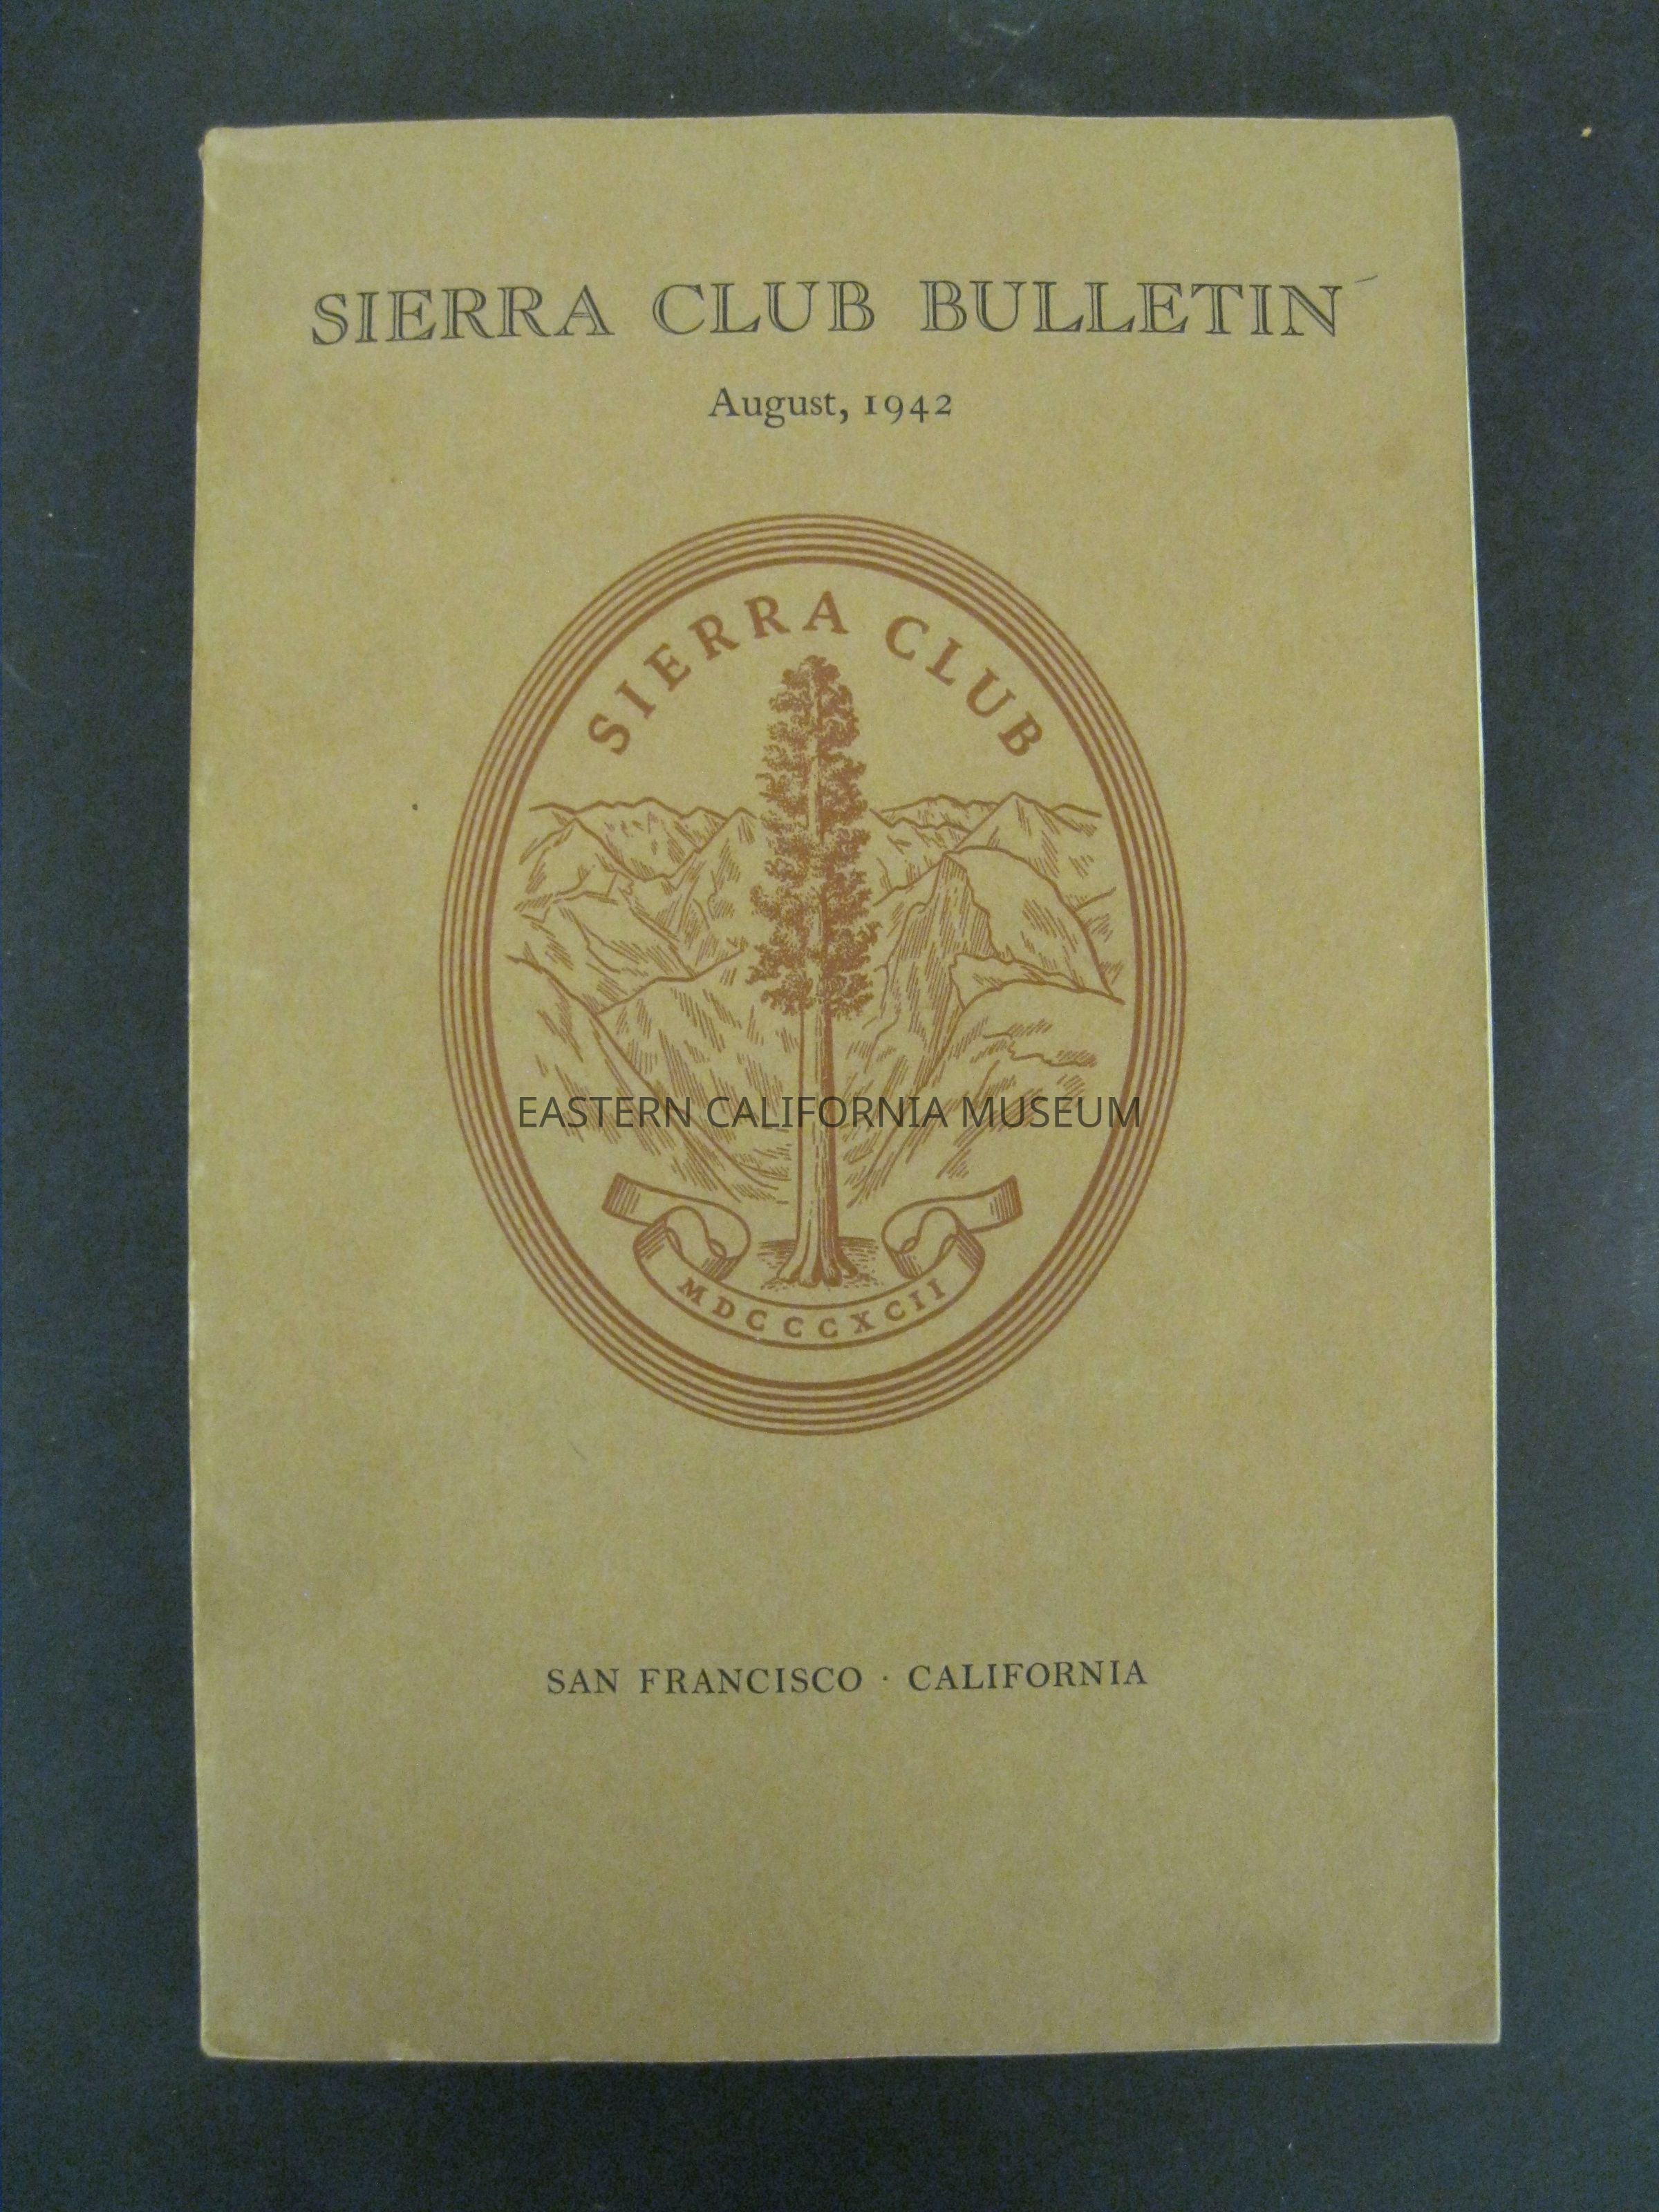 SIERRA CLUB BULLETIN
August, 1942
SIERRA CLUB
EASTERN CALIFORNIA MUSEUM
MDCCCXCII
SAN FRANCISCO · CALIFORNIA